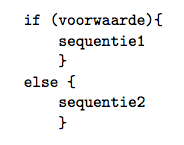 if (voorwaarde){
sequentie1
}
else {
sequentie2
}